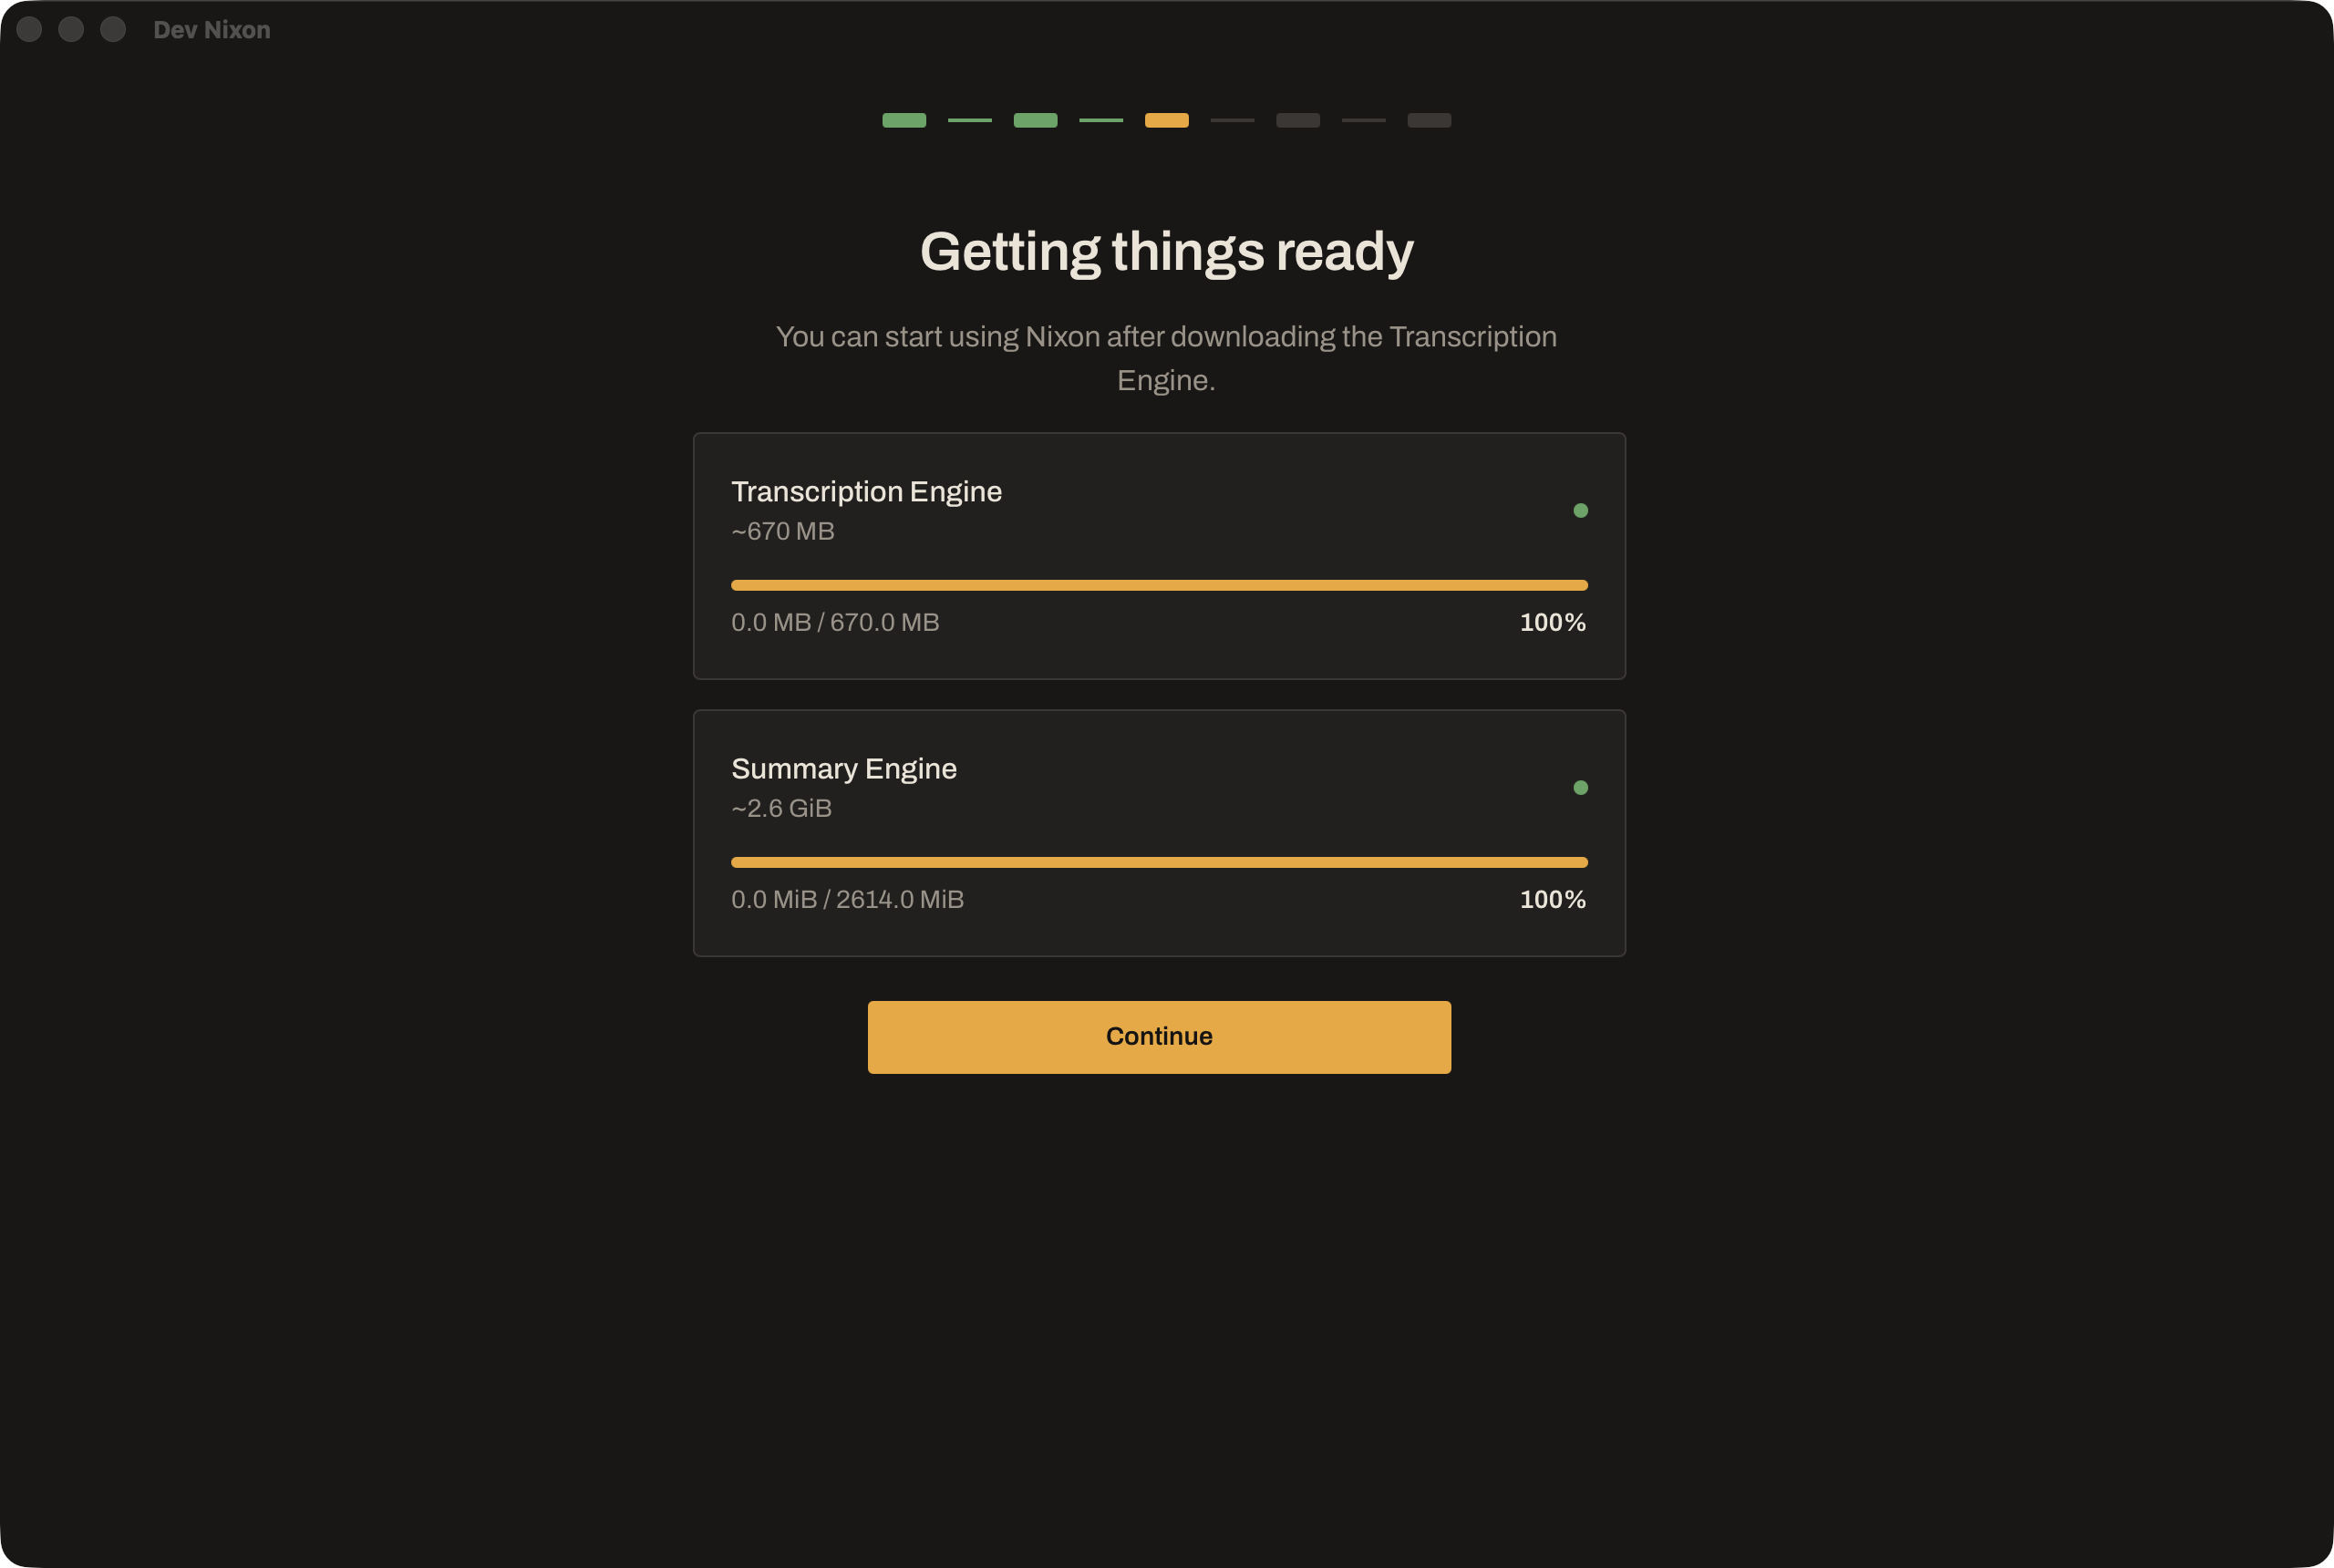 Dev Nixon
Getting things ready
You can start using Nixon after downloading the Transcription
Engine.
Transcription Engine
~670 MB
0.0 MB / 670.0 MB 100%
Summary Engine
~2.6 GiB
0.0 MiB / 2614.0 MiB 100%
Continue